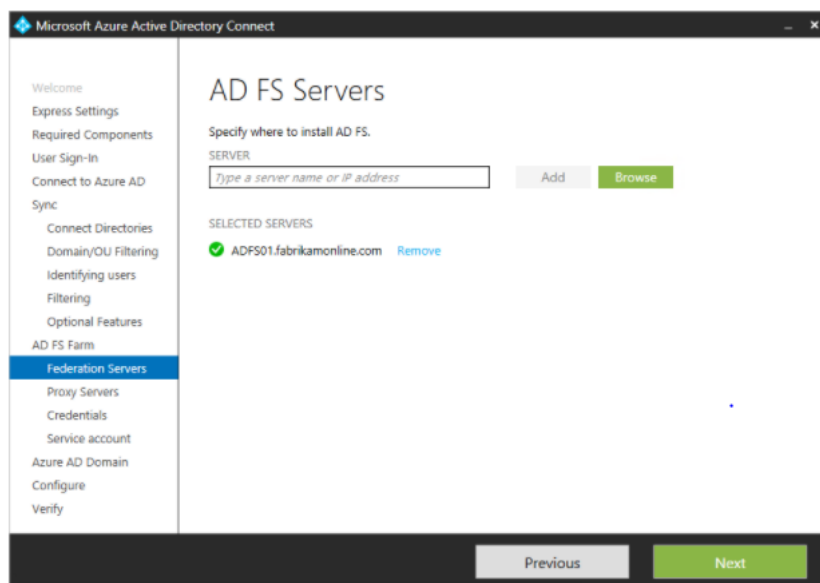 Microsoft Azure Active Directory Connect
Welcome
Express Settings
Required Components
User Sign-In
Connect to Azure AD
Sync
Connect Directories
Domain/OU Filtering
Identifying users
Filtering
Optional Features
AD FS Farm
Federation Servers
Proxy Servers
Credentials
Service account
Azure AD Domain
Configure
Verify
AD FS Servers
Specify where to install AD FS.
SERVER
Type a server name or IP address
Add
Browse
SELECTED SERVERS
ADFS01.fabrikamonline.com Remove
Previous
Next